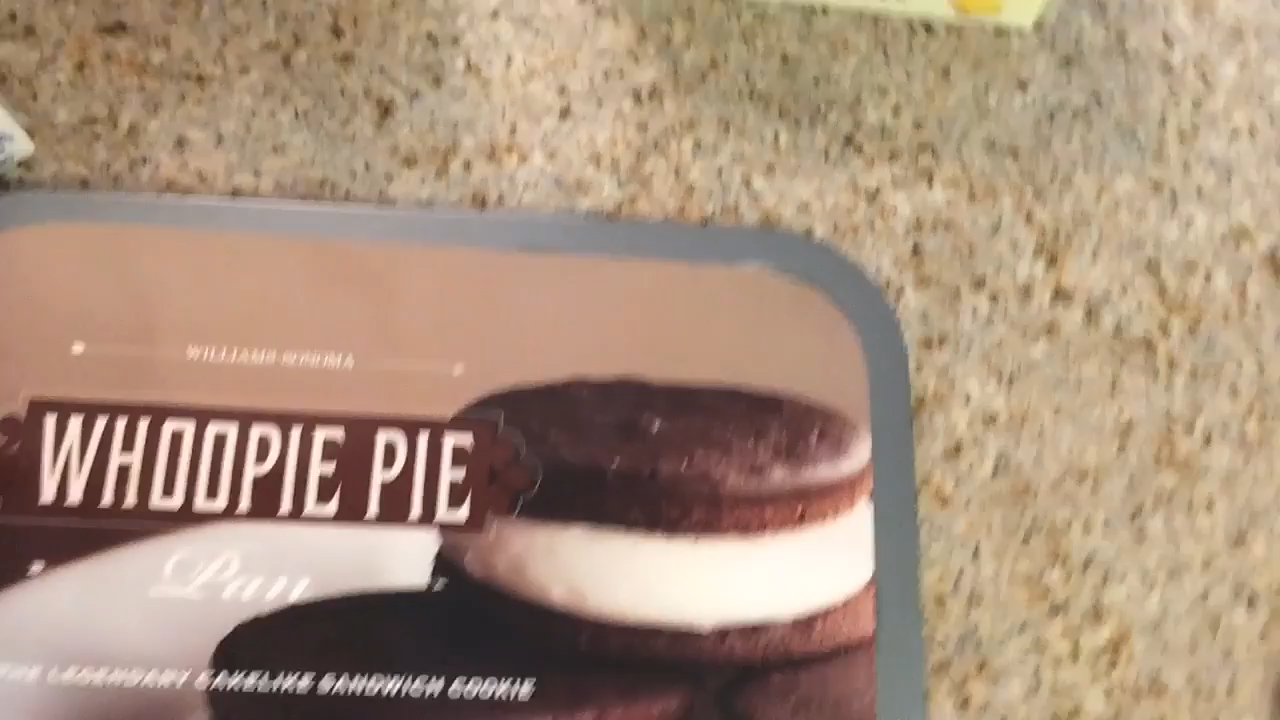 WILLIAMS-SONOMA
WHOOPIE PIE
Pan
THE LEGENDARY CAKELIKE SANDWICH COOKIE